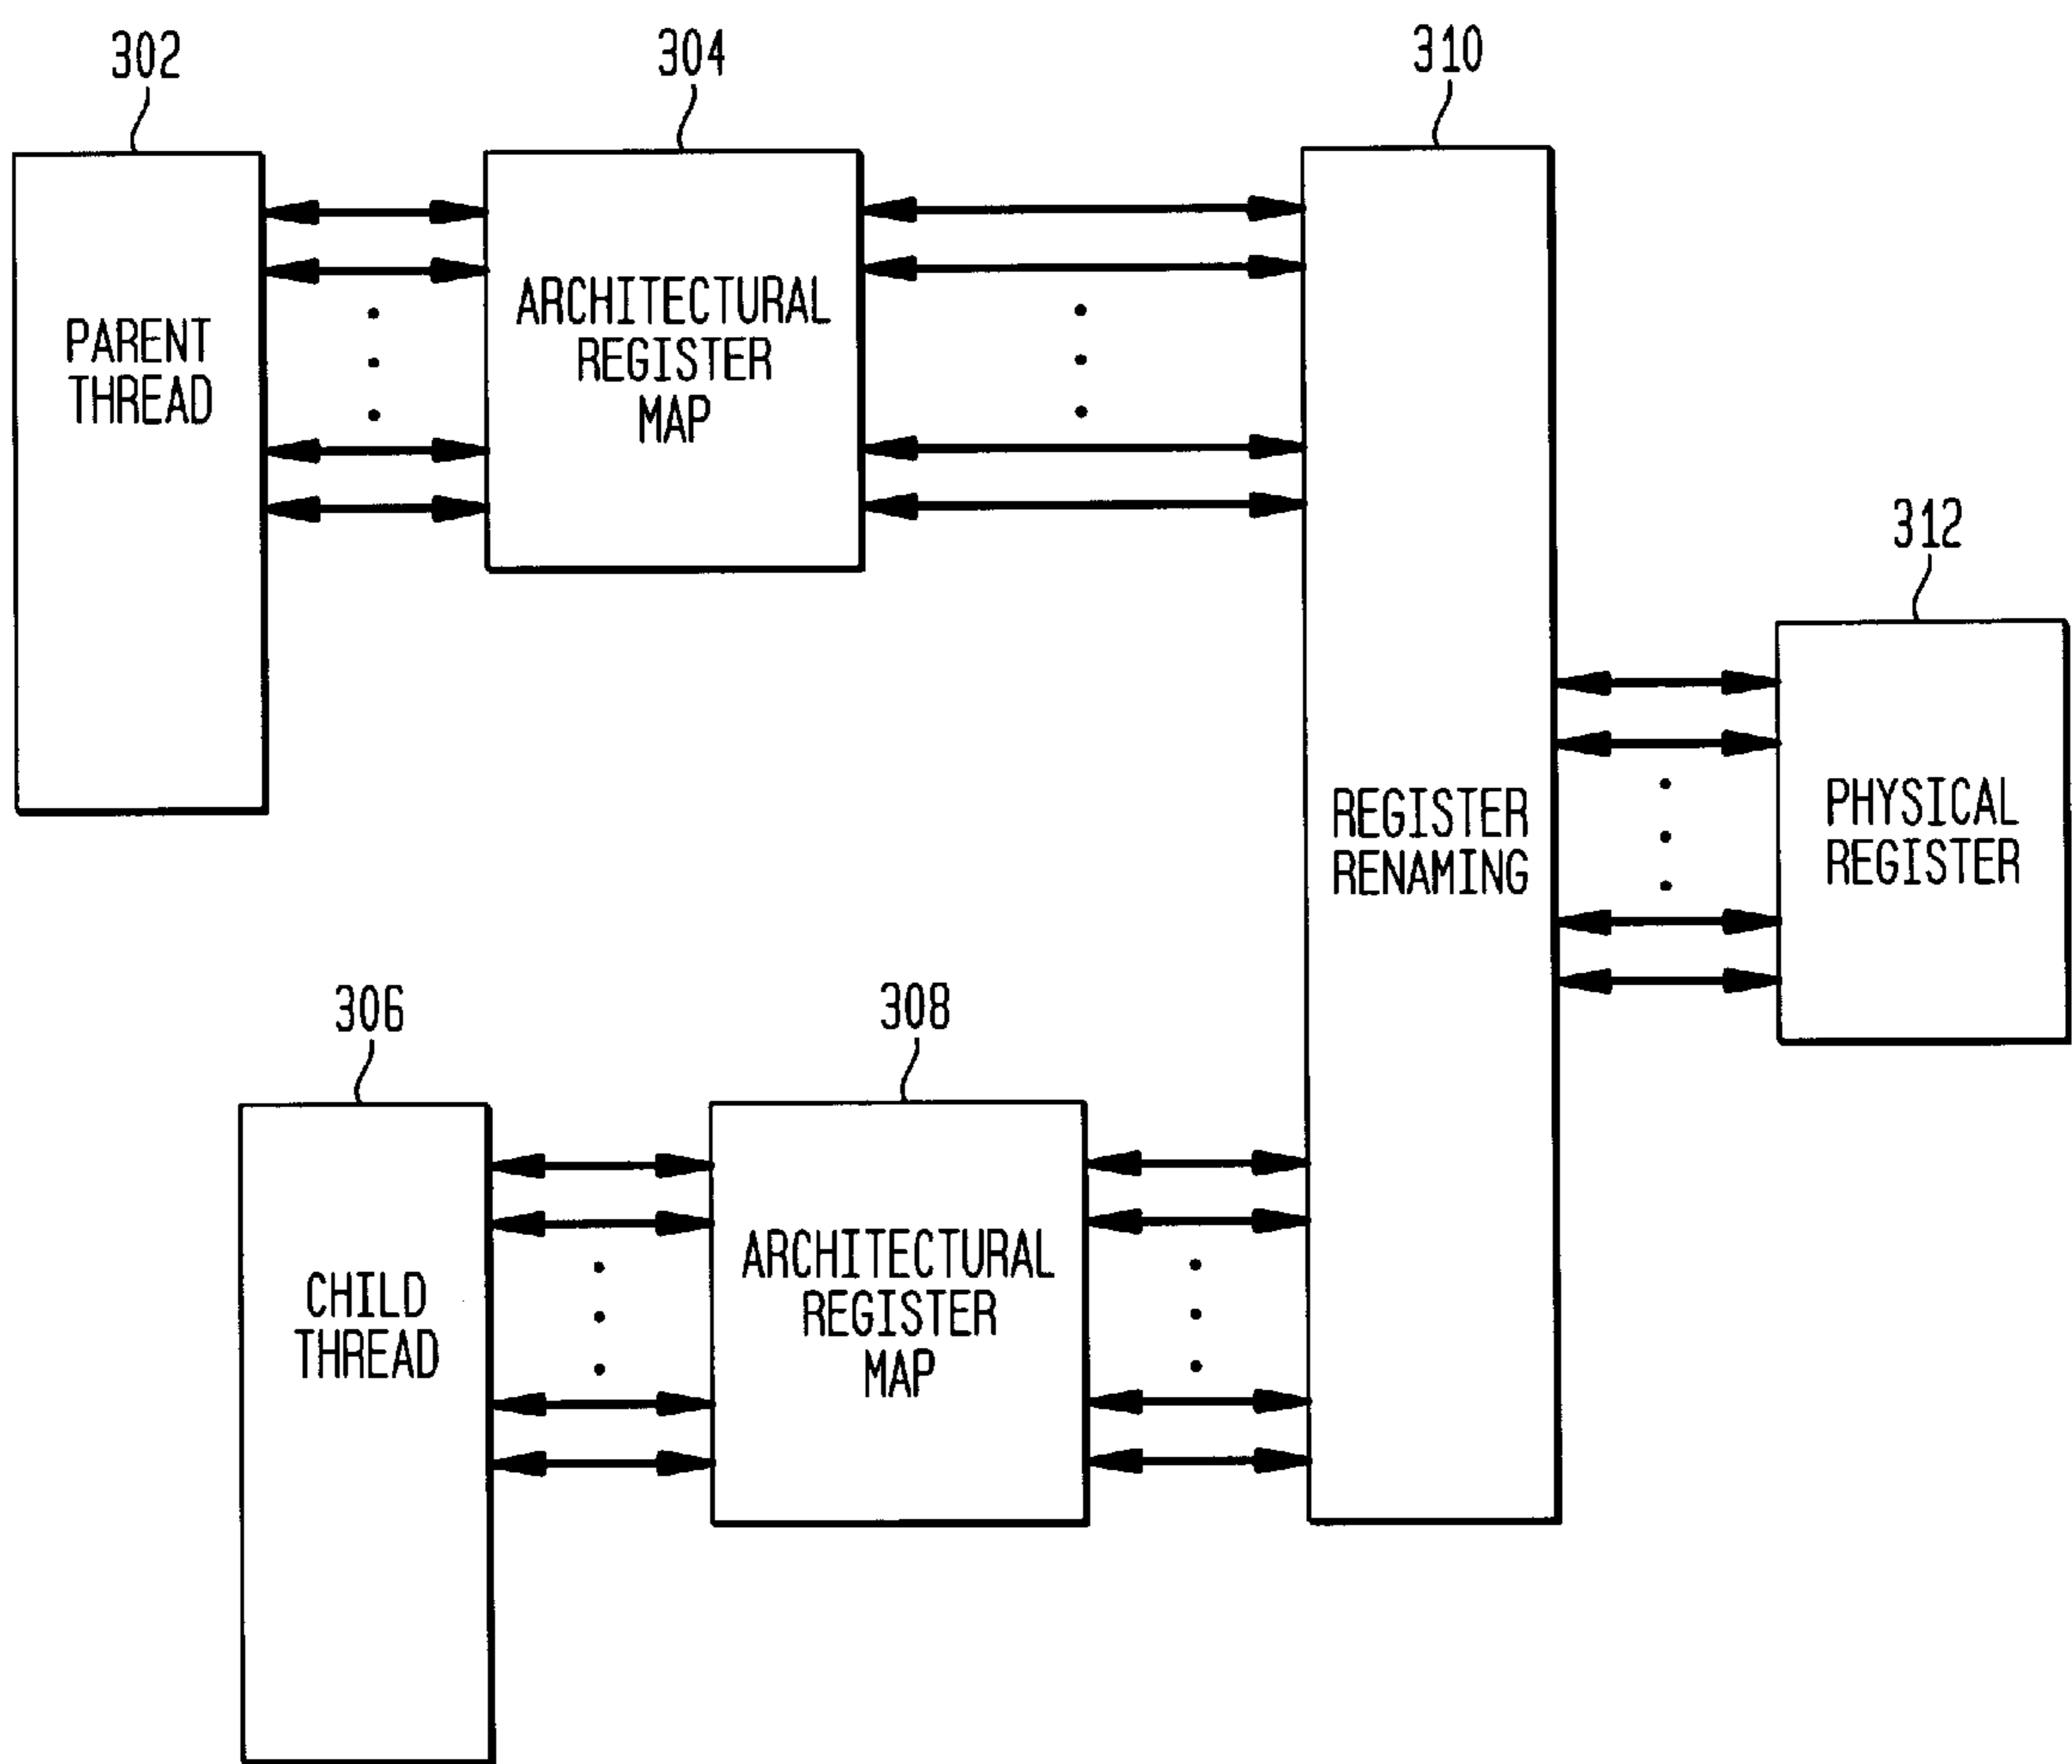 302
304
310
PARENT
THREAD
ARCHITECTURAL
REGISTER
MAP
312
REGISTER
RENAMING
PHYSICAL
REGISTER
306
308
CHILD
THREAD
ARCHITECTURAL
REGISTER
MAP